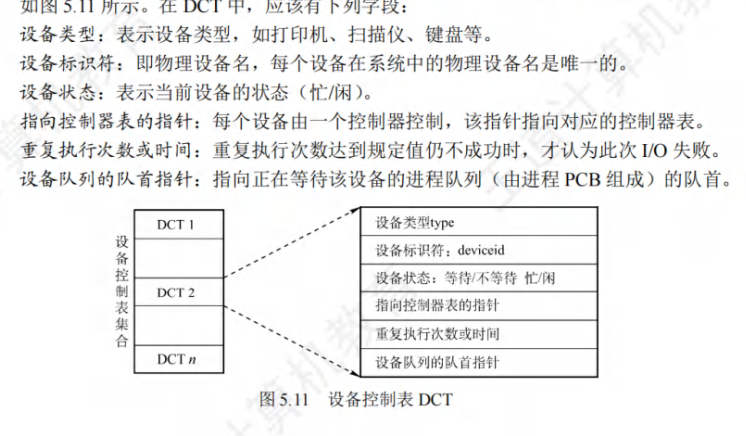 如图 5.11 所示。在 DCT 中，应该有下列字段：
设备类型：表示设备类型，如打印机、扫描仪、键盘等。
设备标识符：即物理设备名，每个设备在系统中的物理设备名是唯一的。
设备状态：表示当前设备的状态（忙/闲）。
指向控制器表的指针：每个设备由一个控制器控制，该指针指向对应的控制器表。
重复执行次数或时间：重复执行次数达到规定值仍不成功时，才认为此次 I/O 失败。
设备队列的队首指针：指向正在等待该设备的进程队列（由进程 PCB 组成）的队首。
设备控制表集合
DCT 1
DCT 2
DCT n
设备类型type
设备标识符：deviceid
设备状态：等待/不等待 忙/闲
指向控制器表的指针
重复执行次数或时间
设备队列的队首指针
图 5.11 设备控制表 DCT